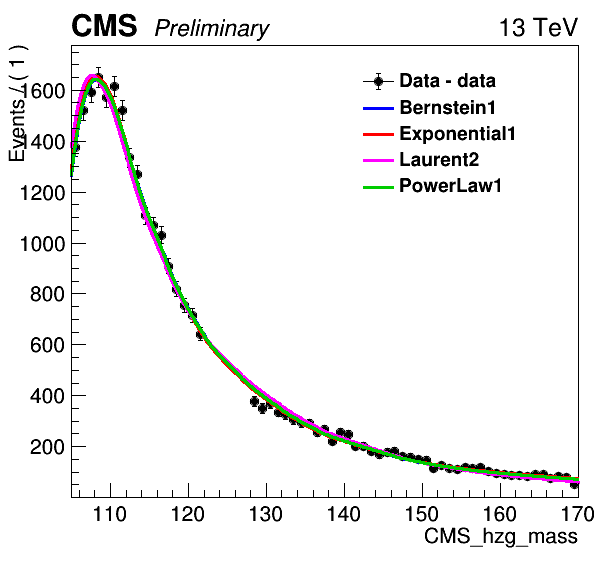 CMS Preliminary 13 TeV
Events / ( 1 )
Data - data
Bernstein1
Exponential1
Laurent2
PowerLaw1
1600
1400
1200
1000
800
600
400
200
110 120 130 140 150 160 170
CMS_hzg_mass